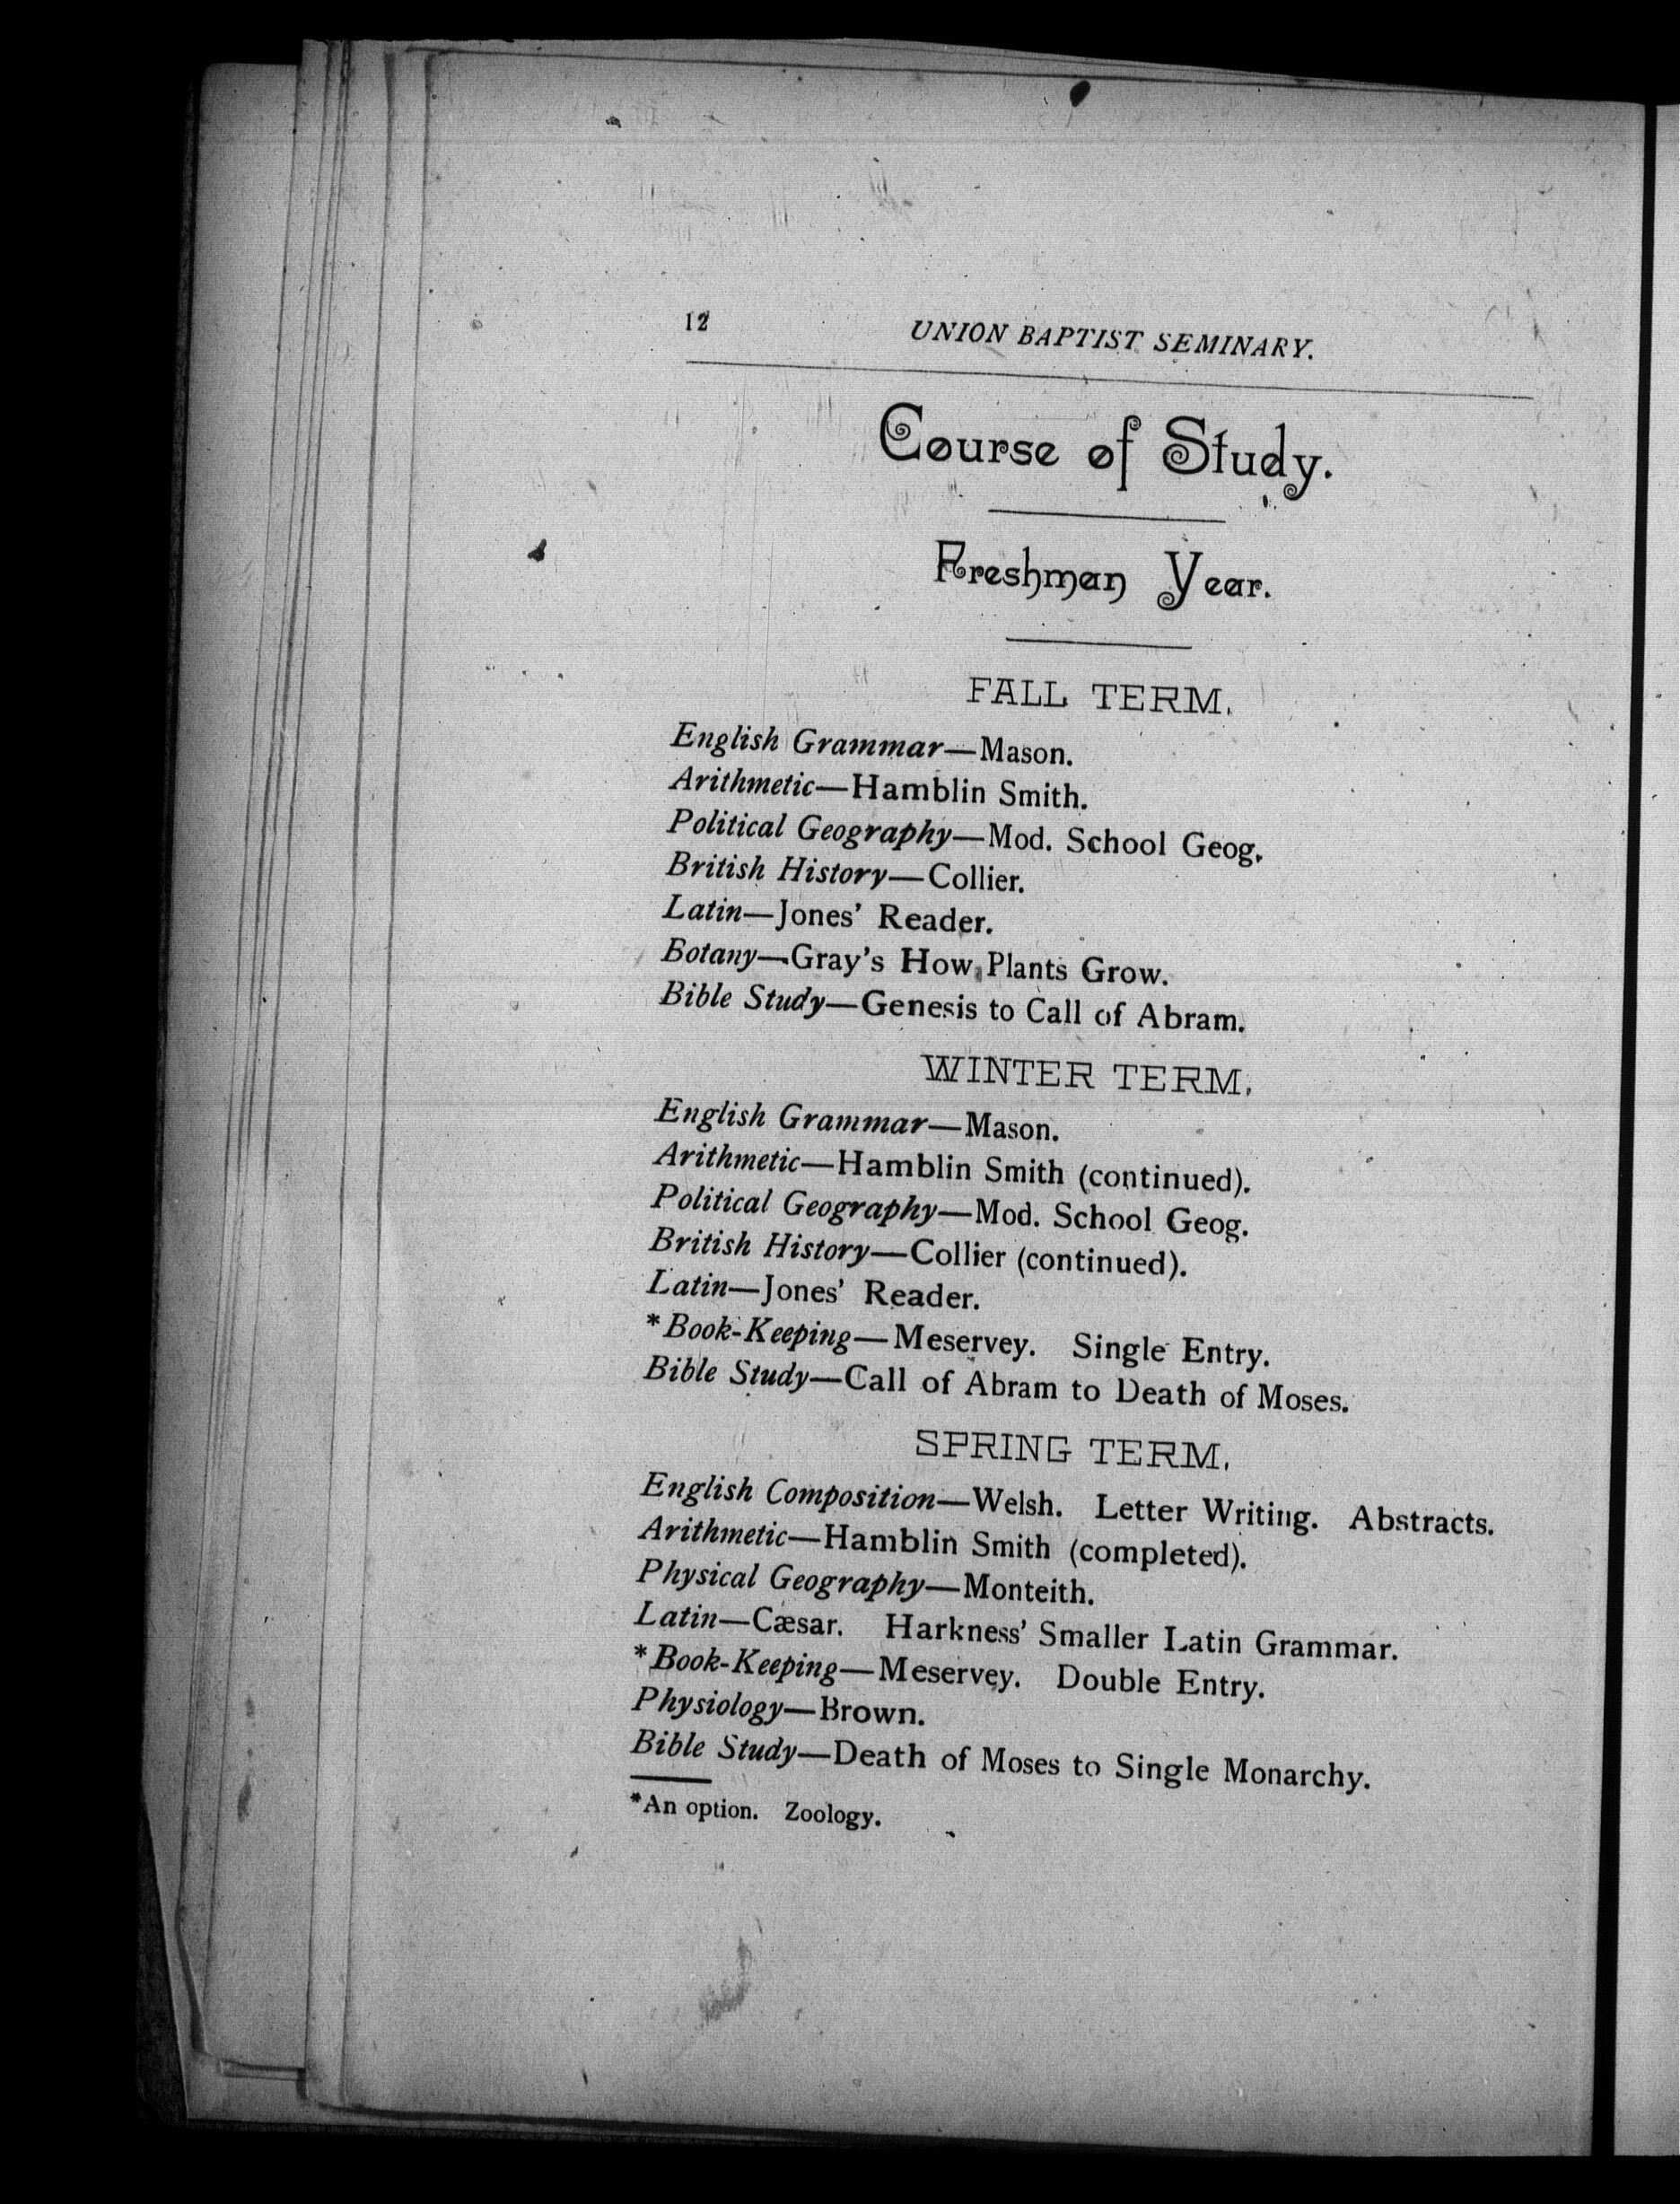 12
UNION BAPTIST SEMINARY.
Course of Study.
Freshman Year.
FALL TERM.
English Grammar—Mason.
Arithmetic—Hamblin Smith.
Political Geography—Mod. School Geog.
British History—Collier.
Latin—Jones' Reader.
Botany—Gray's How Plants Grow.
Bible Study—Genesis to Call of Abram.
WINTER TERM.
English Grammar—Mason.
Arithmetic—Hamblin Smith (continued).
Political Geography—Mod. School Geog.
British History—Collier (continued).
Latin—Jones' Reader.
*Book-Keeping—Meservey. Single Entry.
Bible Study—Call of Abram to Death of Moses.
SPRING TERM.
English Composition—Welsh. Letter Writing. Abstracts.
Arithmetic—Hamblin Smith (completed).
Physical Geography—Monteith.
Latin—Cæsar. Harkness' Smaller Latin Grammar.
*Book-Keeping—Meservey. Double Entry.
Physiology—Brown.
Bible Study—Death of Moses to Single Monarchy.
*An option. Zoology.